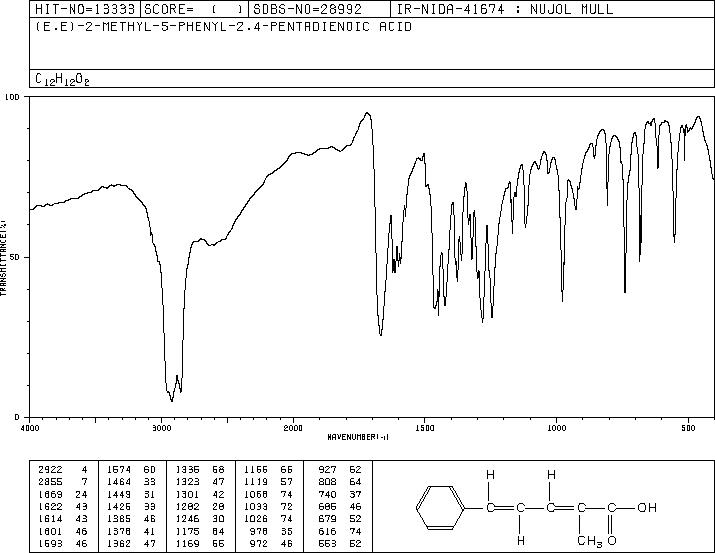 HIT-NO=13333 SCORE= ( ) SDBS-NO=28992 IR-NIDA-41674 : NUJOL MULL
(E,E)-2-METHYL-5-PHENYL-2,4-PENTADIENOIC ACID
C12H12O2
100
50
0
TRANSMITTANCE(%)
4000 3000 2000 1500 1000 500
WAVENUMBER(-1)
2922 4 1574 60 1336 58 1155 66 927 62
2855 7 1464 33 1323 47 1119 57 808 64
1669 24 1449 31 1301 42 1068 74 740 37
1622 43 1426 33 1282 28 1033 72 685 46
1614 43 1385 46 1246 30 1026 74 679 52
1601 46 1378 41 1175 84 978 35 616 74
1593 46 1362 47 1169 55 972 46 553 52
H H
C C C C C OH
H H CH3 O